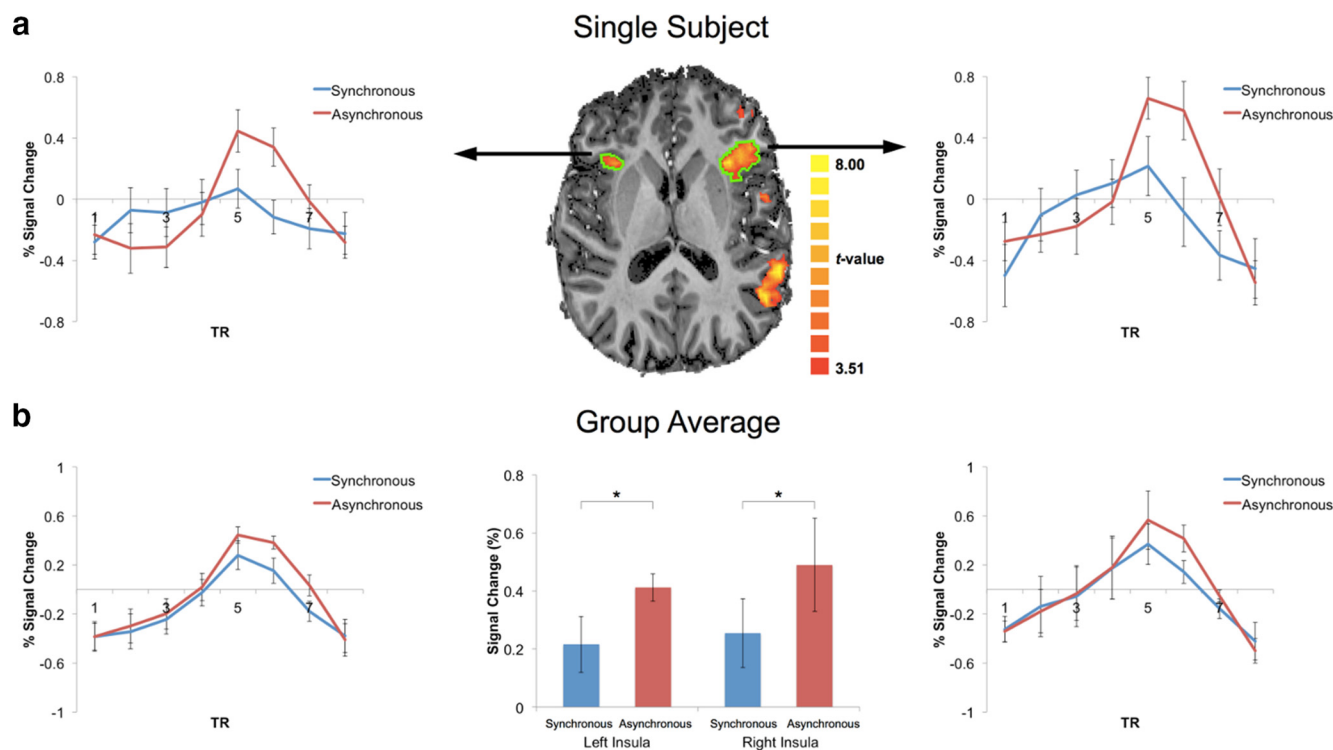 a
Single Subject
0.8
0.4
0
-0.4
-0.8
% Signal Change
1
3
5
7
TR
Synchronous
Asynchronous
8.00
t-value
3.51
0.8
0.4
0
-0.4
-0.8
% Signal Change
1
3
5
7
TR
Synchronous
Asynchronous
b
Group Average
1
0.6
0.2
-0.2
-0.6
-1
% Signal Change
1
3
5
7
TR
Synchronous
Asynchronous
0.8
0.6
0.4
0.2
0
Signal Change (%)
*
*
Synchronous Asynchronous Synchronous Asynchronous
Left Insula Right Insula
1
0.6
0.2
-0.2
-0.6
-1
% Signal Change
1
3
5
7
TR
Synchronous
Asynchronous